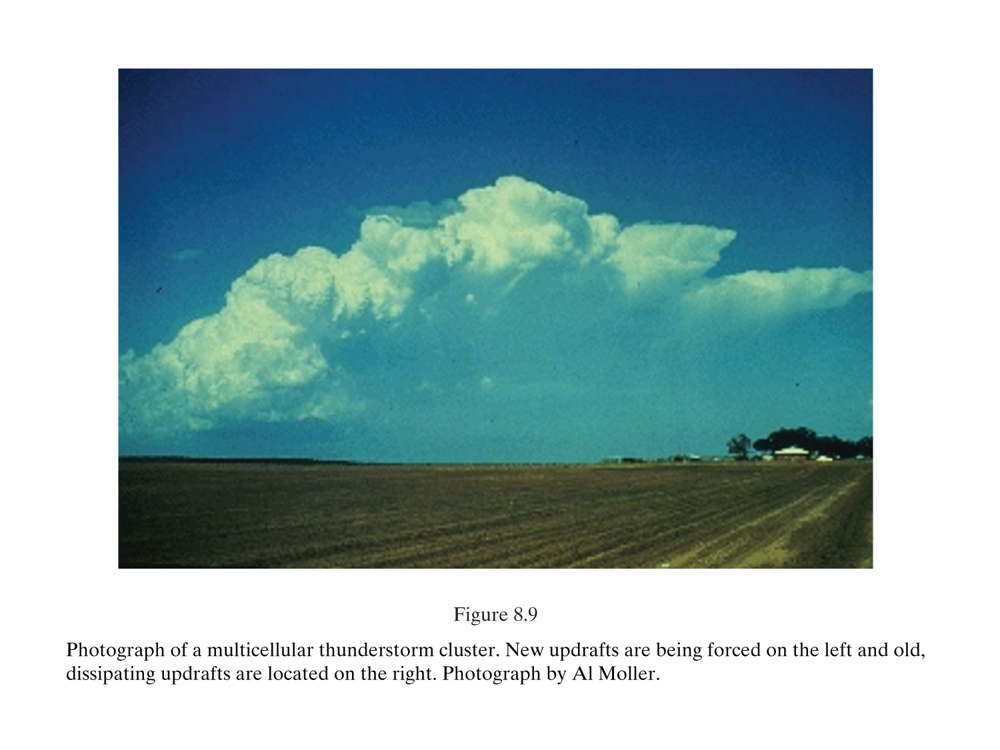 Figure 8.9
Photograph of a multicellular thunderstorm cluster. New updrafts are being forced on the left and old,
dissipating updrafts are located on the right. Photograph by Al Moller.